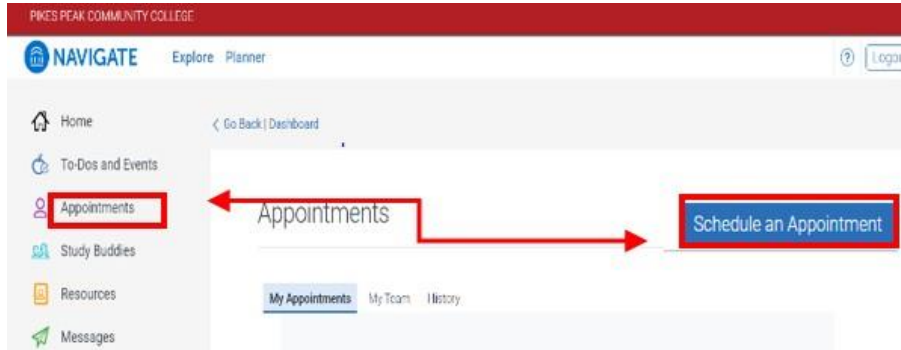 PIKES PEAK COMMUNITY COLLEGE
NAVIGATE Explore Planner
Home
< Go Back | Dashboard
To-Dos and Events
Appointments
Appointments
Schedule an Appointment
Study Buddies
Resources
My Appointments My Team History
Messages